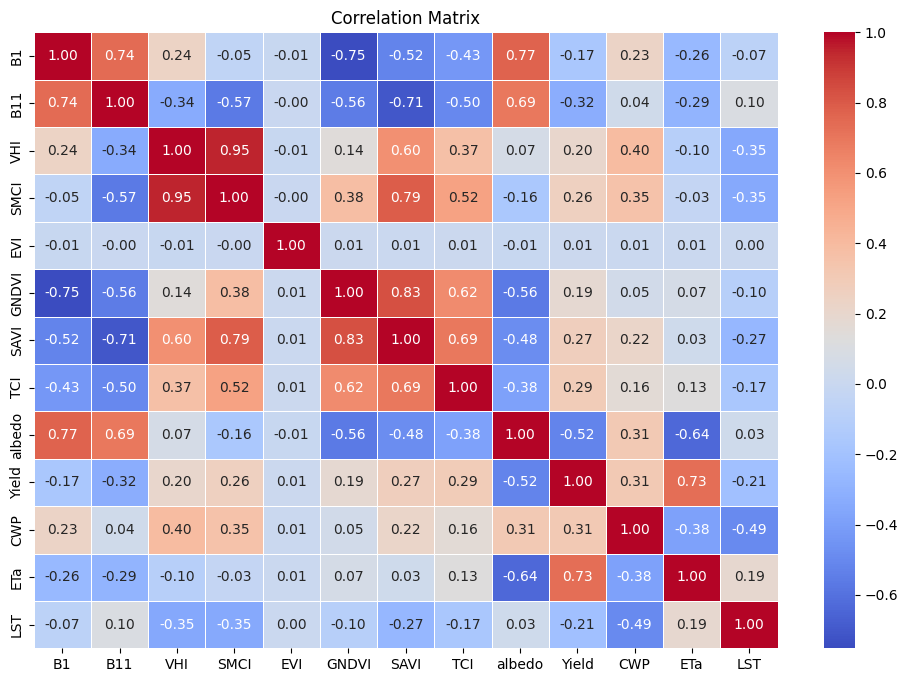 Correlation Matrix
B1 1.00 0.74 0.24 -0.05 -0.01 -0.75 -0.52 -0.43 0.77 -0.17 0.23 -0.26 -0.07
B11 0.74 1.00 -0.34 -0.57 -0.00 -0.56 -0.71 -0.50 0.69 -0.32 0.04 -0.29 0.10
VHI 0.24 -0.34 1.00 0.95 -0.01 0.14 0.60 0.37 0.07 0.20 0.40 -0.10 -0.35
SMCI -0.05 -0.57 0.95 1.00 -0.00 0.38 0.79 0.52 -0.16 0.26 0.35 -0.03 -0.35
EVI -0.01 -0.00 -0.01 -0.00 1.00 0.01 0.01 0.01 -0.01 0.01 0.01 0.01 0.00
GNDVI -0.75 -0.56 0.14 0.38 0.01 1.00 0.83 0.62 -0.56 0.19 0.05 0.07 -0.10
SAVI -0.52 -0.71 0.60 0.79 0.01 0.83 1.00 0.69 -0.48 0.27 0.22 0.03 -0.27
TCI -0.43 -0.50 0.37 0.52 0.01 0.62 0.69 1.00 -0.38 0.29 0.16 0.13 -0.17
albedo 0.77 0.69 0.07 -0.16 -0.01 -0.56 -0.48 -0.38 1.00 -0.52 0.31 -0.64 0.03
Yield -0.17 -0.32 0.20 0.26 0.01 0.19 0.27 0.29 -0.52 1.00 0.31 0.73 -0.21
CWP 0.23 0.04 0.40 0.35 0.01 0.05 0.22 0.16 0.31 0.31 1.00 -0.38 -0.49
ETa -0.26 -0.29 -0.10 -0.03 0.01 0.07 0.03 0.13 -0.64 0.73 -0.38 1.00 0.19
LST -0.07 0.10 -0.35 -0.35 0.00 -0.10 -0.27 -0.17 0.03 -0.21 -0.49 0.19 1.00
B1 B11 VHI SMCI EVI GNDVI SAVI TCI albedo Yield CWP ETa LST
1.0
0.8
0.6
0.4
0.2
0.0
−0.2
−0.4
−0.6